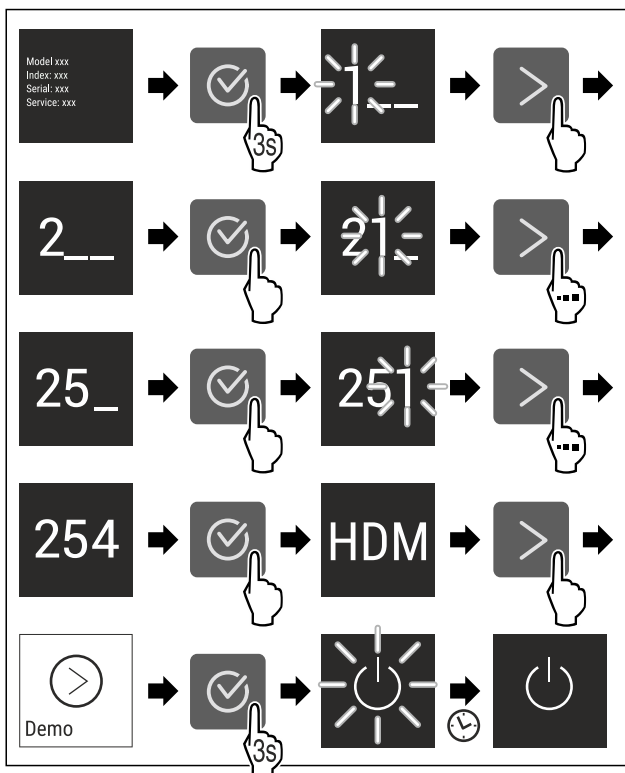 Model xxx
Index: xxx
Serial: xxx
Service: xxx
3s
1__
2__
21_
25_
251
254
HDM
Demo
3s